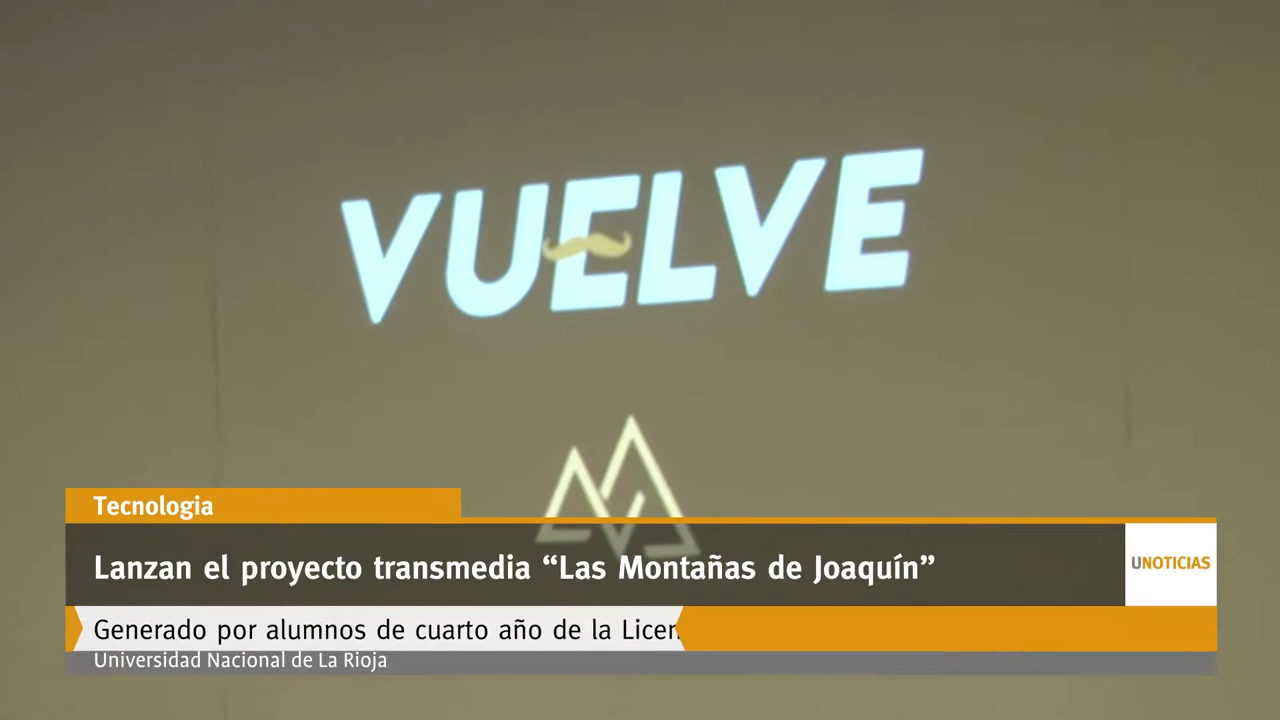 VUELVE
Tecnologia
Lanzan el proyecto transmedia “Las Montañas de Joaquín”
UNOTICIAS
Generado por alumnos de cuarto año de la
Universidad Nacional de La Rioja